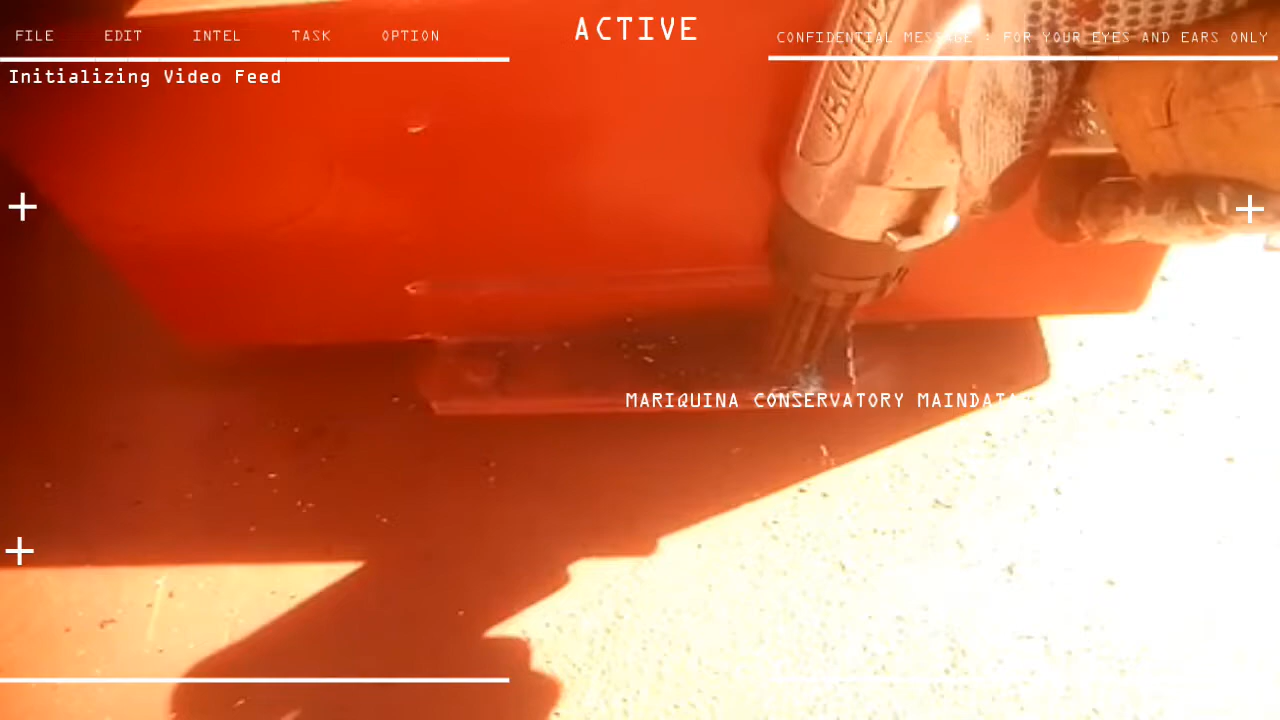 FILE EDIT INTEL TASK OPTION
ACTIVE
CONFIDENTIAL MESSAGE : FOR YOUR EYES AND EARS ONLY
Initializing Video Feed
MARIQUINA CONSERVATORY